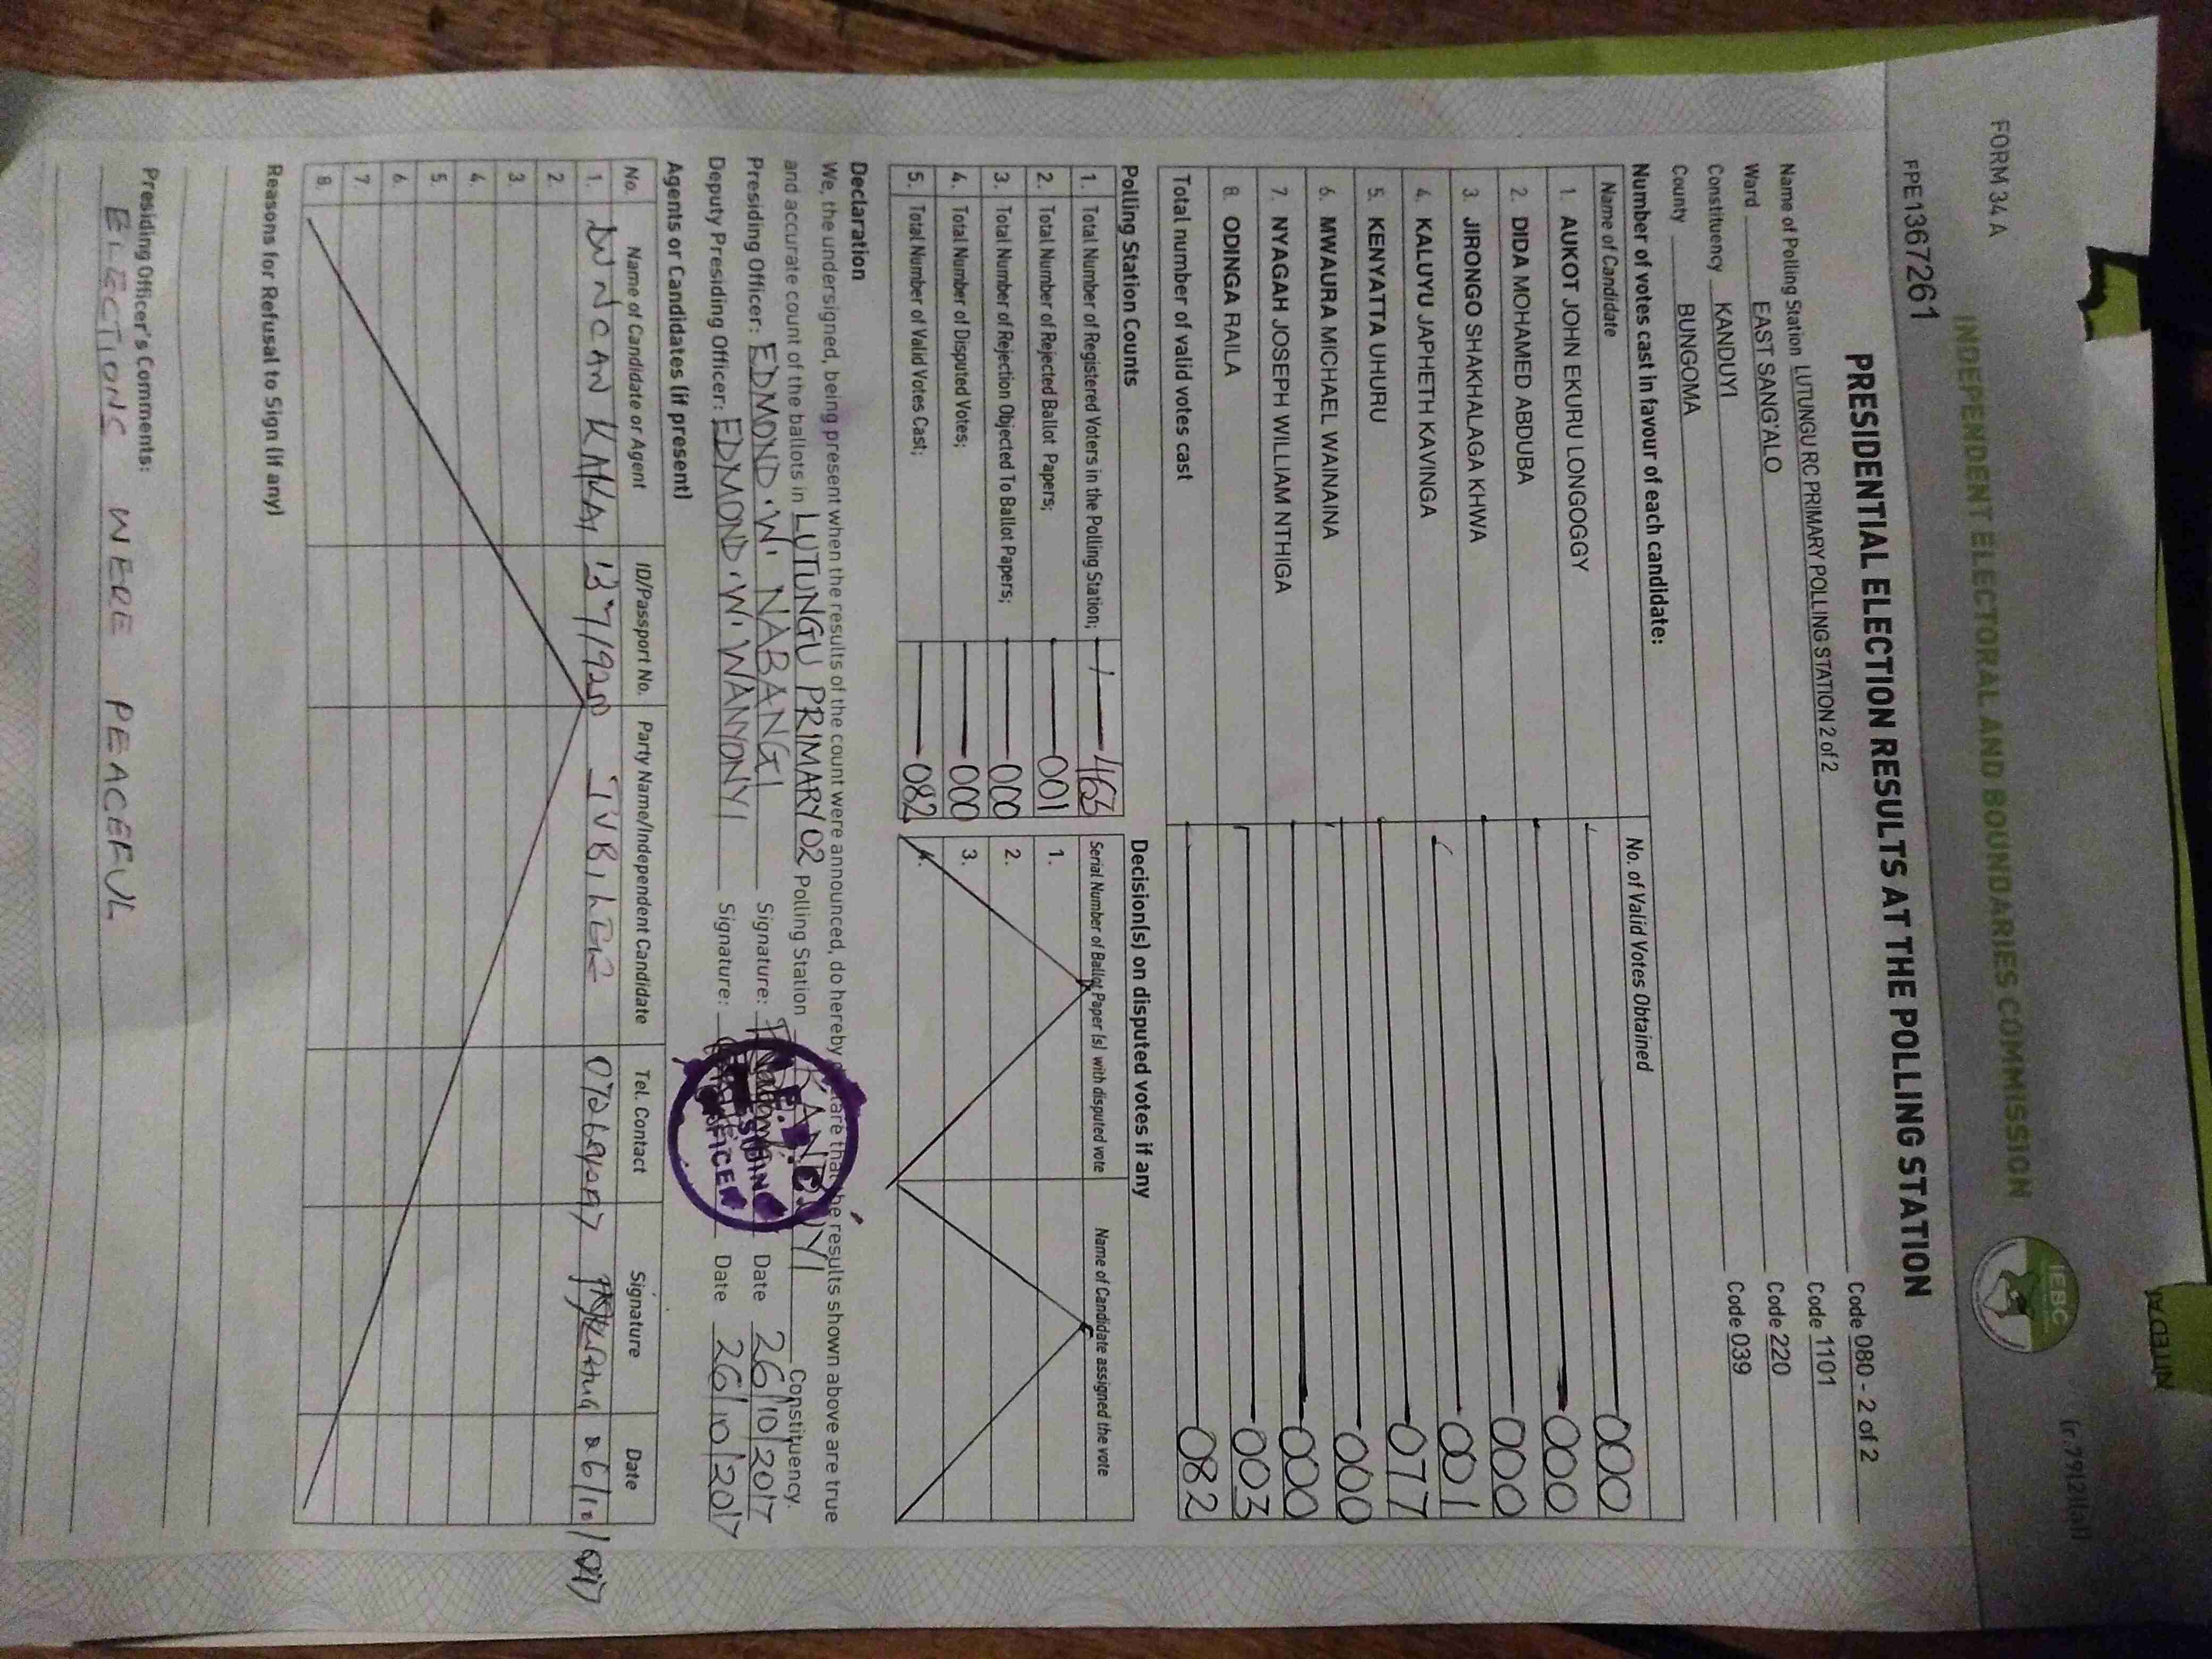 FORM 34 A
INDEPENDENT ELECTORAL AND BOUNDARIES COMMISSION
IEBC
(r.79(2)(a))
FPE1367261
PRESIDENTIAL ELECTION RESULTS AT THE POLLING STATION
Name of Polling Station LUTUNGU RC PRIMARY POLLING STATION 2 of 2 Code 080 - 2 of 2
Ward EAST SANG'ALO Code 1101
Constituency KANDUYI Code 220
County BUNGOMA Code 039
Number of votes cast in favour of each candidate:
Name of Candidate No. of Valid Votes Obtained
1. AUKOT JOHN EKURU LONGOGGY 000
2. DIDA MOHAMED ABDUBA 000
3. JIRONGO SHAKHALAGA KHWA 000
4. KALUYU JAPHETH KAVINGA 001
5. KENYATTA UHURU 077
6. MWAURA MICHAEL WAINAINA 000
7. NYAGAH JOSEPH WILLIAM NTHIGA 000
8. ODINGA RAILA 003
Total number of valid votes cast 082
Polling Station Counts
1. Total Number of Registered Voters in the Polling Station; 463
2. Total Number of Rejected Ballot Papers; 001
3. Total Number of Rejection Objected To Ballot Papers; 000
4. Total Number of Disputed Votes; 000
5. Total Number of Valid Votes Cast; 082
Decision(s) on disputed votes if any
Serial Number of Ballot Paper (s) with disputed vote Name of Candidate assigned the vote
1.
2.
3.
4.
Declaration
We, the undersigned, being present when the results of the count were announced, do hereby declare that the results shown above are true
and accurate count of the ballots in LUTUNGU PRIMARY 02 Polling Station KANDUYI Constituency.
Presiding Officer: EDMOND .W. NABANGI Signature: Date 26/10/2017
Deputy Presiding Officer: EDMOND .W. WANYONYI Signature: Date 26/10/2017
OFFICER
Agents or Candidates (if present)
No. Name of Candidate or Agent ID/Passport No. Party Name/Independent Candidate Tel. Contact Signature Date
1. DUNCAN KAKAI JUBILEE
2.
3.
4.
5.
6.
7.
8.
Reasons for Refusal to Sign (if any)
Presiding Officer's Comments:
ELECTIONS WERE PEACEFUL